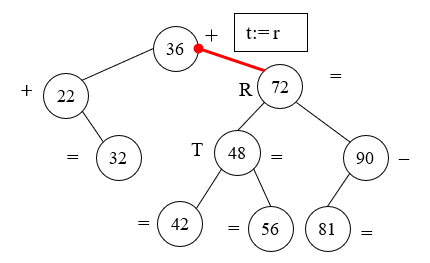 36 + t:= r
+ 22 R 72 =
= 32 T 48 = 90 –
= 42 = 56 81 =